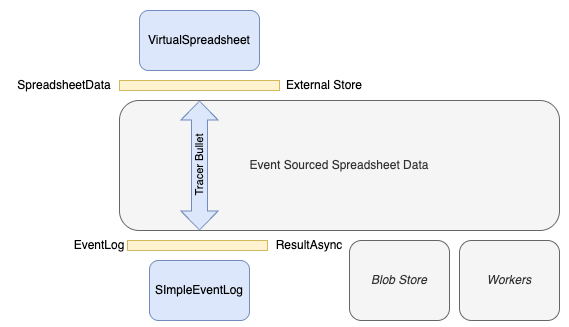 VirtualSpreadsheet
SpreadsheetData
External Store
Tracer Bullet
Event Sourced Spreadsheet Data
EventLog
ResultAsync
SImpleEventLog
Blob Store
Workers